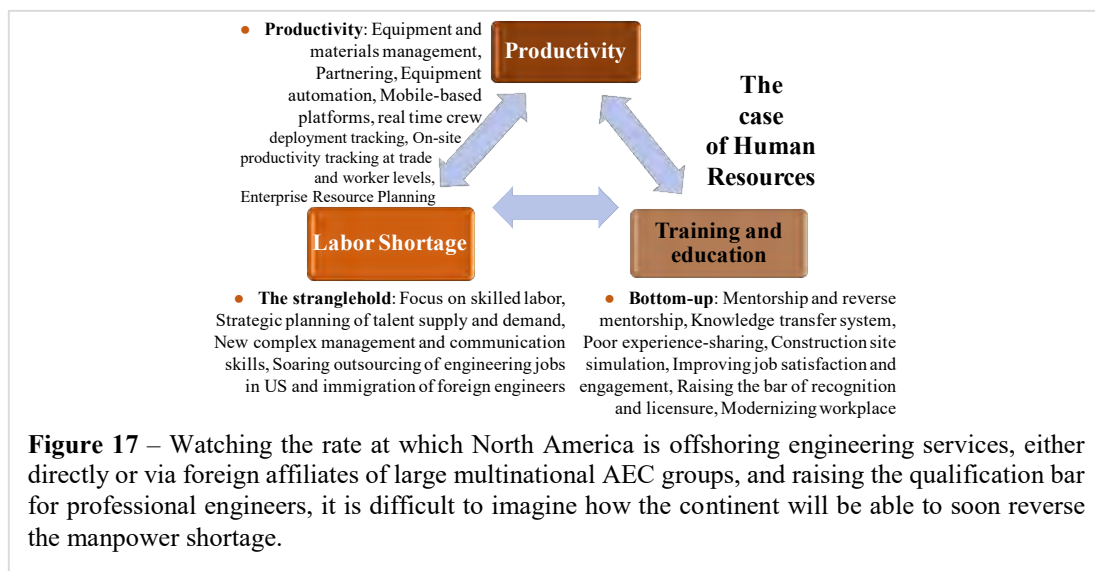 ● Productivity: Equipment and
materials management,
Partnering, Equipment
automation, Mobile-based
platforms, real time crew
deployment tracking, On-site
productivity tracking at trade
and worker levels,
Enterprise Resource Planning
Productivity
The
case
of Human
Resources
Labor Shortage
Training and
education
● The stranglehold: Focus on skilled labor,
Strategic planning of talent supply and demand,
New complex management and communication
skills, Soaring outsourcing of engineering jobs
in US and immigration of foreign engineers
● Bottom-up: Mentorship and reverse
mentorship, Knowledge transfer system,
Poor experience-sharing, Construction site
simulation, Improving job satisfaction and
engagement, Raising the bar of recognition
and licensure, Modernizing workplace
Figure 17 – Watching the rate at which North America is offshoring engineering services, either
directly or via foreign affiliates of large multinational AEC groups, and raising the qualification bar
for professional engineers, it is difficult to imagine how the continent will be able to soon reverse
the manpower shortage.